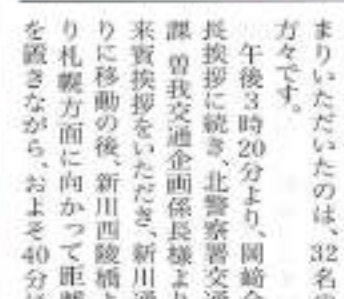 まりいただいたのは、32名の
方々です。
午後3時20分より、岡﨑会
長挨拶に続き、北警察署交通
課 曽我交通企画係長様より
来賓挨拶をいただき、新川通
りに移動の後、新川西陵橋よ
り札幌方面に向かって距離
を置きながら、およそ40分